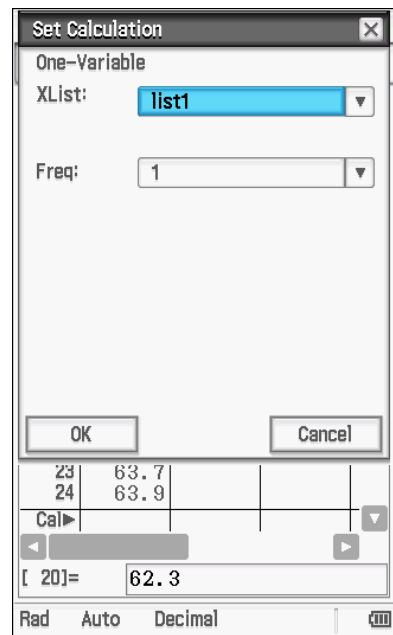 Set Calculation
One-Variable
XList: list1
Freq: 1
OK Cancel
23 63.7
24 63.9
Cal▶
[ 20]= 62.3
Rad Auto Decimal